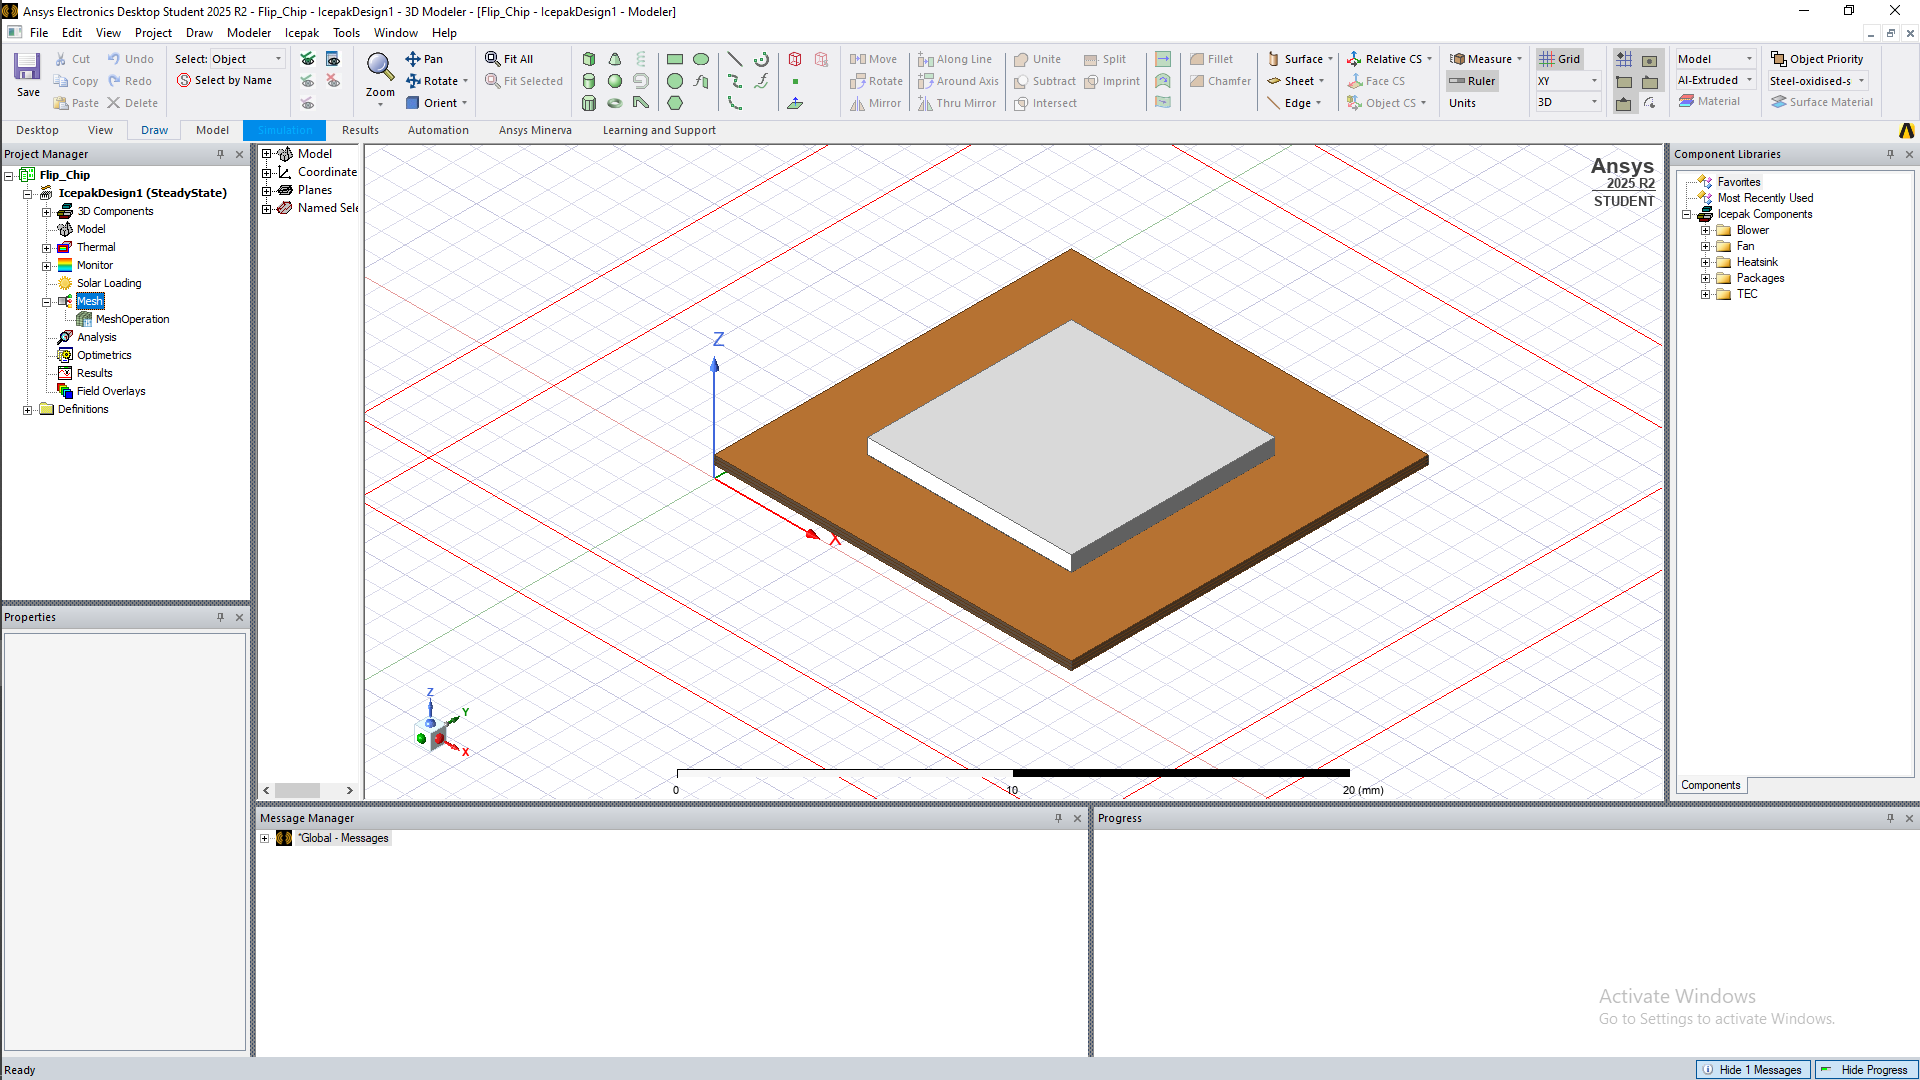 Ansys Electronics Desktop Student 2025 R2 - Flip_Chip - IcepakDesign1 - 3D Modeler - [Flip_Chip - IcepakDesign1 - Modeler]
File Edit View Project Draw Modeler Icepak Tools Window Help
Save
Cut
Copy
Paste
Undo
Redo
Delete
Select: Object
Select by Name
Zoom
Pan
Rotate
Orient
Fit All
Fit Selected
Move
Rotate
Mirror
Along Line
Around Axis
Thru Mirror
Unite
Subtract
Intersect
Split
Imprint
Fillet
Chamfer
Surface
Sheet
Edge
Relative CS
Face CS
Object CS
Measure
Ruler
Units
Grid
XY
3D
Model
AI-Extruded
Material
Object Priority
Steel-oxidised-s
Surface Material
Desktop View Draw Model Simulation Results Automation Ansys Minerva Learning and Support
Project Manager
Flip_Chip
IcepakDesign1 (SteadyState)
3D Components
Model
Thermal
Monitor
Solar Loading
Mesh
MeshOperation
Analysis
Optimetrics
Results
Field Overlays
Definitions
Properties
Model
Coordinate
Planes
Named Sele
Ansys
2025 R2
STUDENT
Z
X
Z
Y
X
0 10 20 (mm)
Component Libraries
Favorites
Most Recently Used
Icepak Components
Blower
Fan
Heatsink
Packages
TEC
Components
Message Manager
*Global - Messages
Progress
Activate Windows
Go to Settings to activate Windows.
Ready
Hide 1 Messages
Hide Progress